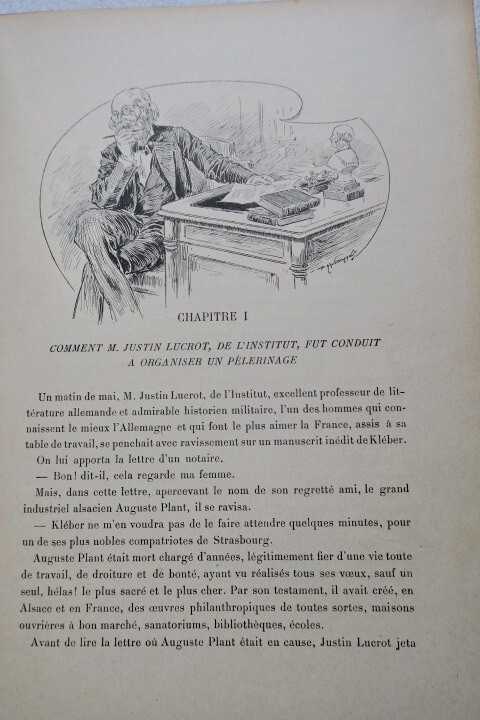 CHAPITRE I
COMMENT M. JUSTIN LUCROT, DE L'INSTITUT, FUT CONDUIT
A ORGANISER UN PÈLERINAGE
Un matin de mai, M. Justin Lucrot, de l'Institut, excellent professeur de lit-
térature allemande et admirable historien militaire, l'un des hommes qui con-
naissent le mieux l'Allemagne et qui font le plus aimer la France, assis à sa
table de travail, se penchait avec ravissement sur un manuscrit inédit de Kléber.
On lui apporta la lettre d'un notaire.
— Bon! dit-il, cela regarde ma femme.
Mais, dans cette lettre, apercevant le nom de son regretté ami, le grand
industriel alsacien Auguste Plant, il se ravisa.
— Kléber ne m'en voudra pas de le faire attendre quelques minutes, pour
un de ses plus nobles compatriotes de Strasbourg.
Auguste Plant était mort chargé d'années, légitimement fier d'une vie toute
de travail, de droiture et de bonté, ayant vu réalisés tous ses vœux, sauf un
seul, hélas! le plus sacré et le plus cher. Par son testament, il avait créé, en
Alsace et en France, des œuvres philanthropiques de toutes sortes, maisons
ouvrières à bon marché, sanatoriums, bibliothèques, écoles.
Avant de lire la lettre où Auguste Plant était en cause, Justin Lucrot jeta